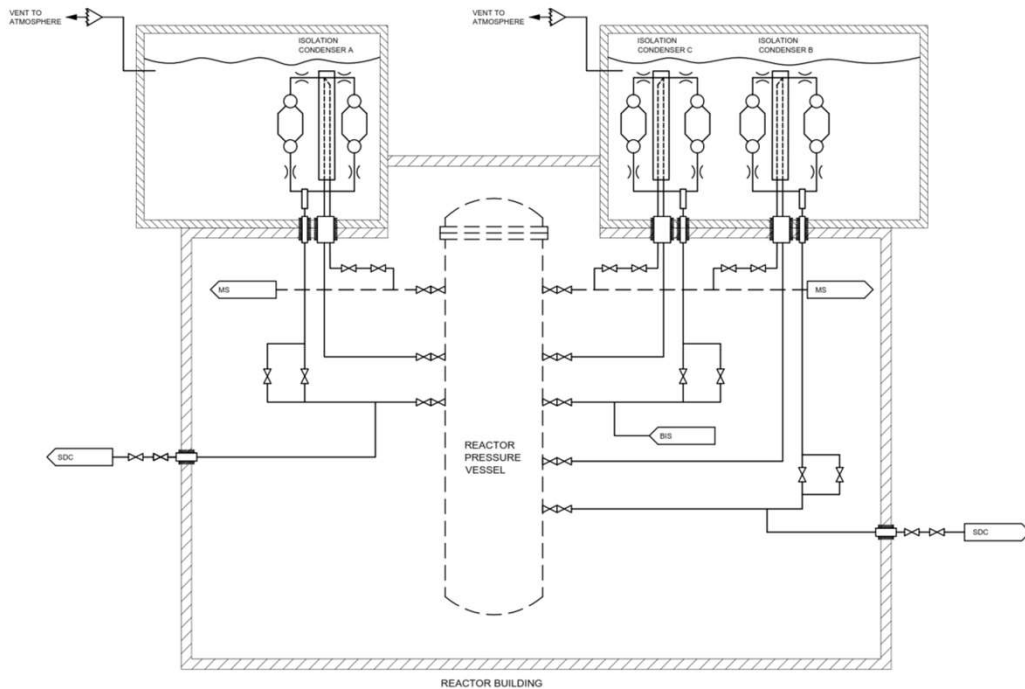 VENT TO
ATMOSPHERE
VENT TO
ATMOSPHERE
ISOLATION
CONDENSER A
ISOLATION
CONDENSER C
ISOLATION
CONDENSER B
MS
MS
BIS
REACTOR
PRESSURE
VESSEL
SDC
SDC
REACTOR BUILDING